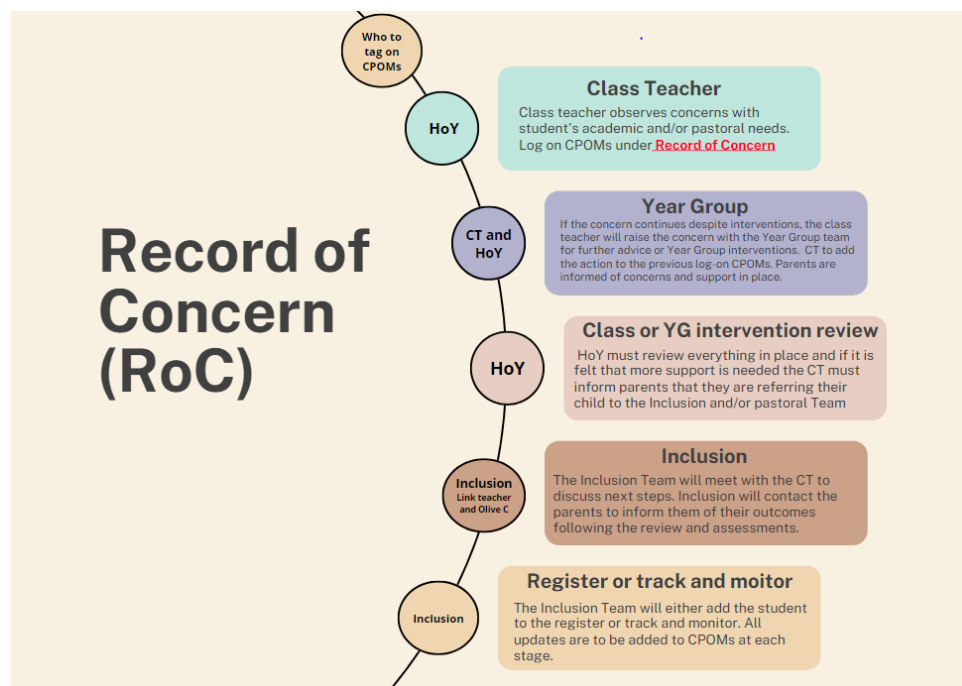 Who to
tag on
CPOMs
HoY
Class Teacher
Class teacher observes concerns with
student's academic and/or pastoral needs.
Log on CPOMs under Record of Concern
CT and
HoY
Year Group
If the concern continues despite interventions, the class
teacher will raise the concern with the Year Group team
for further advice or Year Group interventions. CT to add
the action to the previous log-on CPOMs. Parents are
informed of concerns and support in place.
Record of
Concern
(RoC)
HoY
Class or YG intervention review
HoY must review everything in place and if it is
felt that more support is needed the CT must
inform parents that they are referring their
child to the Inclusion and/or pastoral Team
Inclusion
Link teacher
and Olive C
Inclusion
The Inclusion Team will meet with the CT to
discuss next steps. Inclusion will contact the
parents to inform them of their outcomes
following the review and assessments.
Inclusion
Register or track and moitor
The Inclusion Team will either add the student
to the register or track and monitor. All
updates are to be added to CPOMs at each
stage.